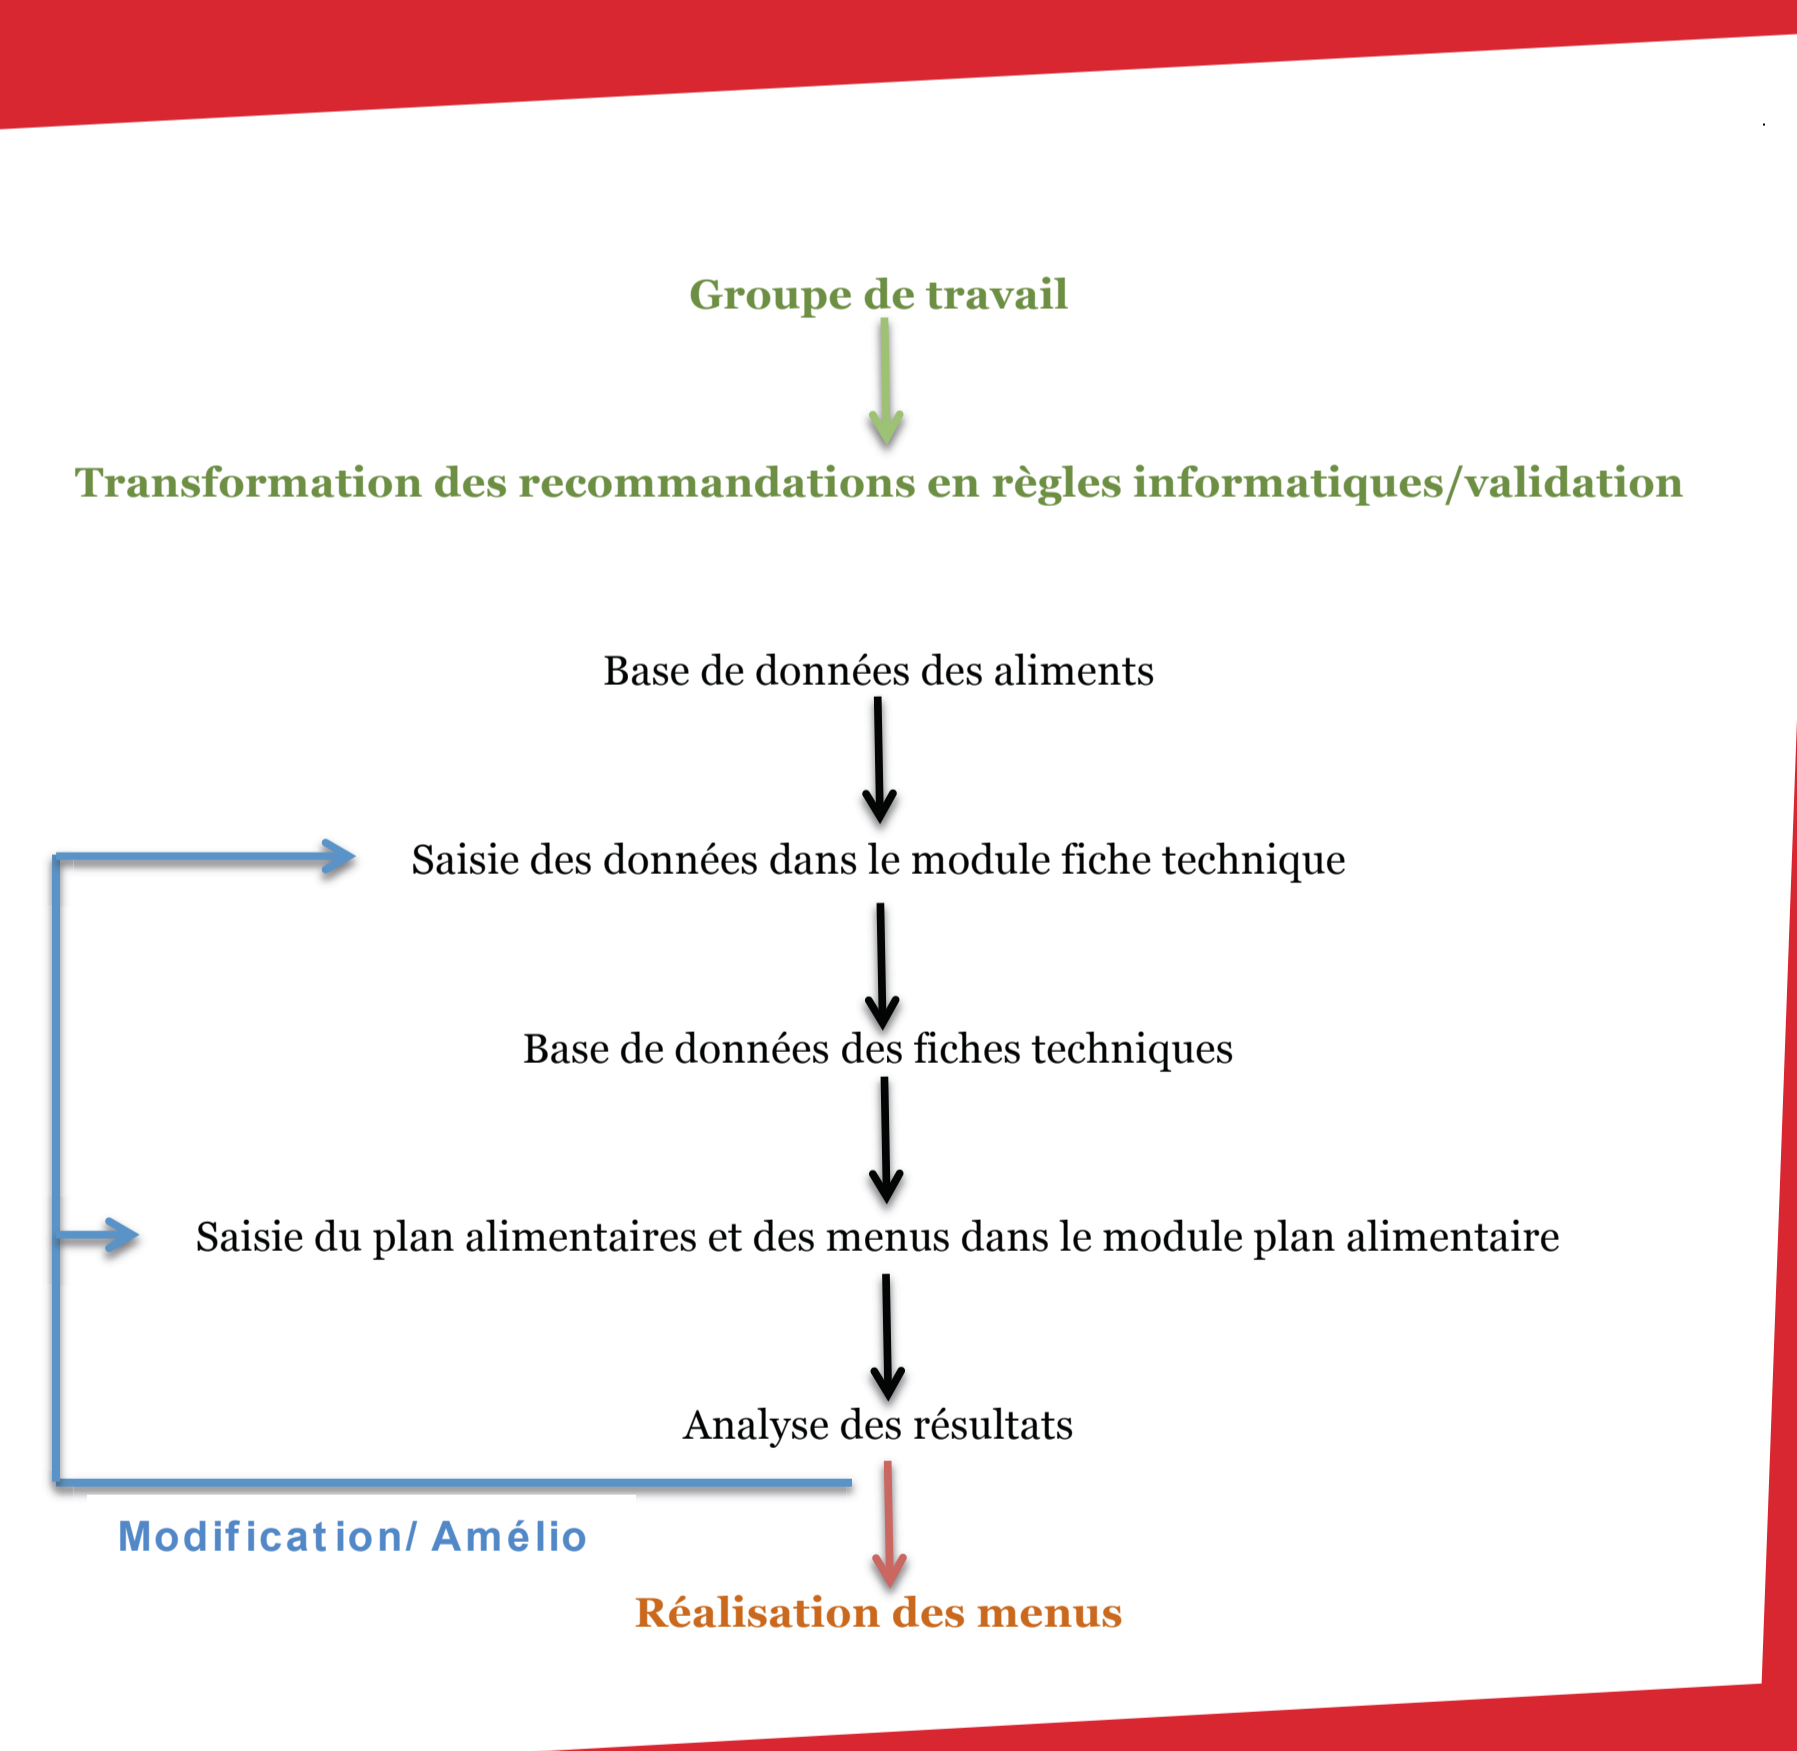 Groupe de travail
Transformation des recommandations en règles informatiques/validation
Base de données des aliments
Saisie des données dans le module fiche technique
Base de données des fiches techniques
Saisie du plan alimentaires et des menus dans le module plan alimentaire
Analyse des résultats
Modification/ Amélio
Réalisation des menus